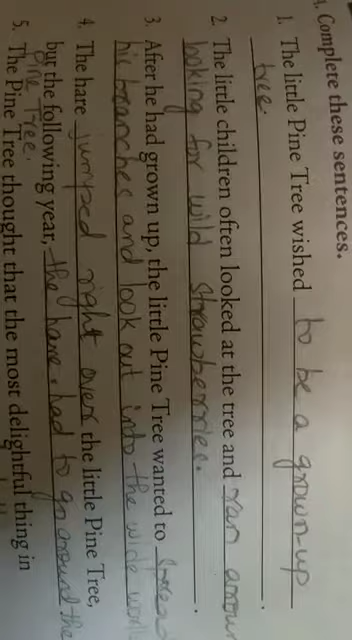 Complete these sentences.
1. The little Pine Tree wished to be a grown-up
tree.
2. The little children often looked at the tree and ran
looking for wild strawberries.
3. After he had grown up, the little Pine Tree wanted to
his branches and look out into the wide
4. The hare jumped right over the little Pine Tree,
but the following year, the hare had to go around the
Pine Tree.
5. The Pine Tree thought that the most delightful thing in